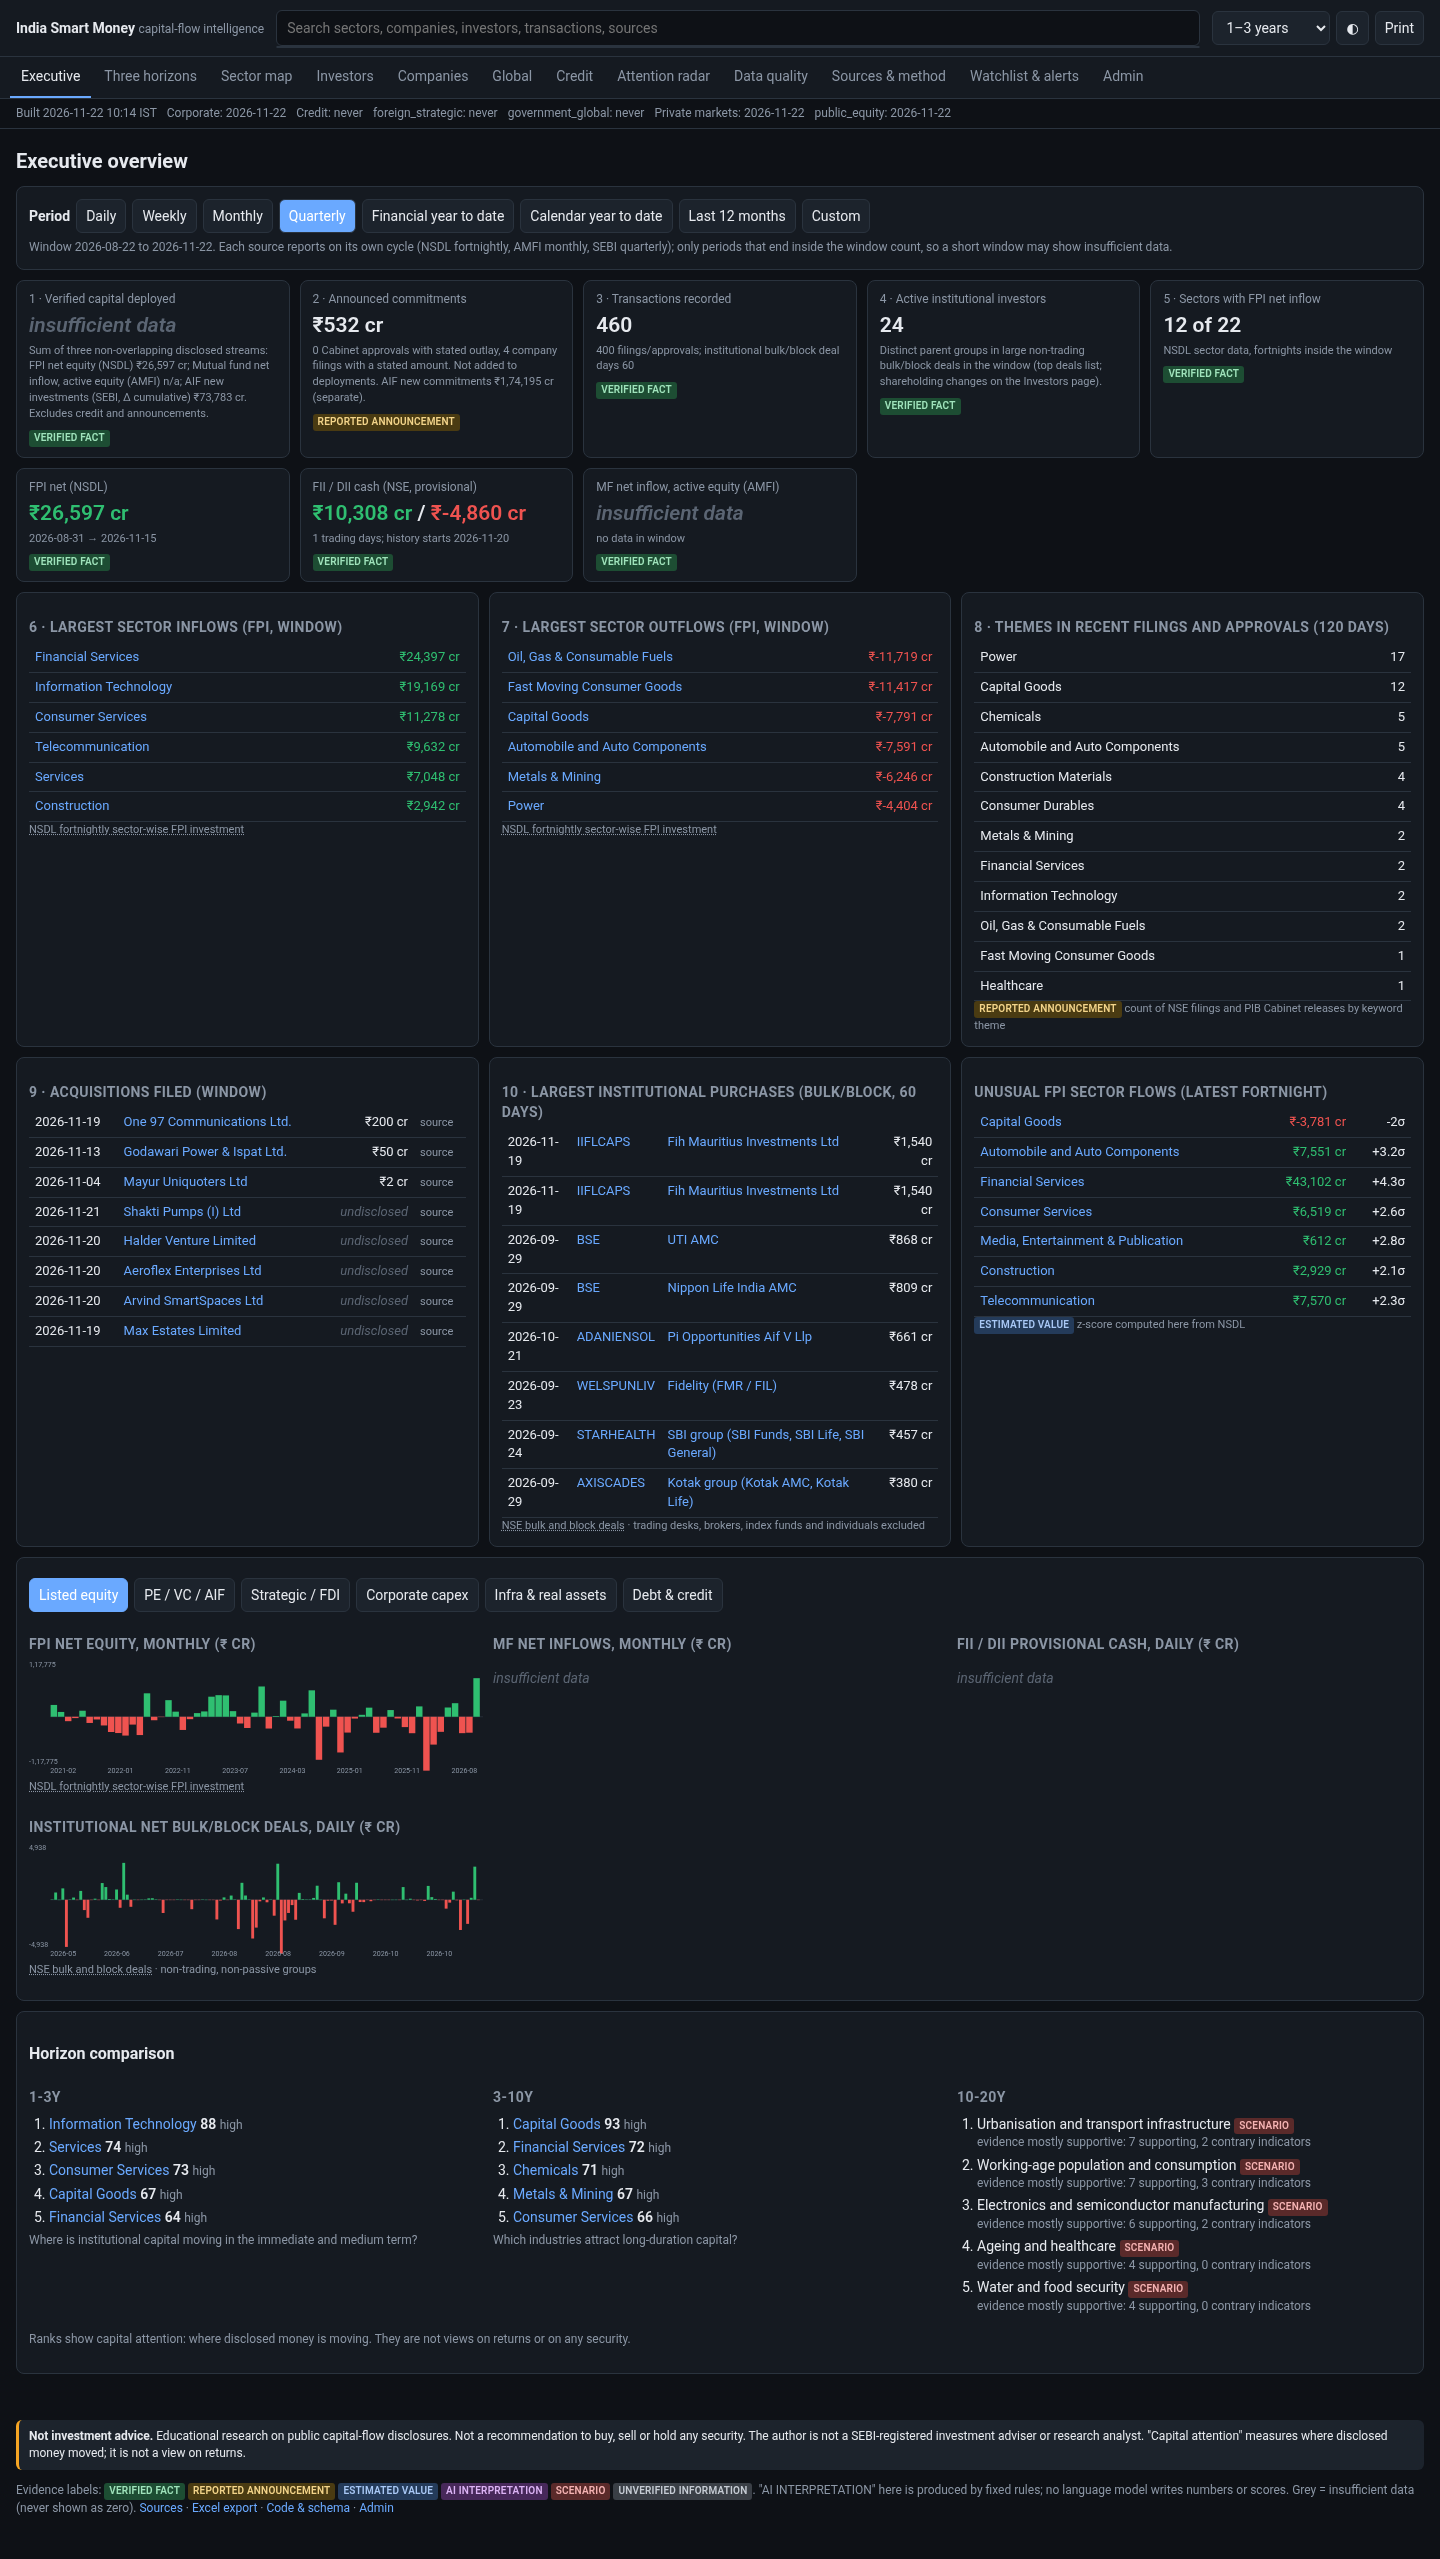 India Smart Money capital-flow intelligence
Search sectors, companies, investors, transactions, sources
1–3 years
Print
Executive Three horizons Sector map Investors Companies Global Credit Attention radar Data quality Sources & method Watchlist & alerts Admin
Built 2026-11-22 10:14 IST Corporate: 2026-11-22 Credit: never foreign_strategic: never government_global: never Private markets: 2026-11-22 public_equity: 2026-11-22
Executive overview
Period Daily Weekly Monthly Quarterly Financial year to date Calendar year to date Last 12 months Custom
Window 2026-08-22 to 2026-11-22. Each source reports on its own cycle (NSDL fortnightly, AMFI monthly, SEBI quarterly); only periods that end inside the window count, so a short window may show insufficient data.
1 · Verified capital deployed
insufficient data
Sum of three non-overlapping disclosed streams:
FPI net equity (NSDL) ₹26,597 cr; Mutual fund net
inflow, active equity (AMFI) n/a; AIF new
investments (SEBI, Δ cumulative) ₹73,783 cr.
Excludes credit and announcements.
VERIFIED FACT
2 · Announced commitments
₹532 cr
0 Cabinet approvals with stated outlay, 4 company
filings with a stated amount. Not added to
deployments. AIF new commitments ₹1,74,195 cr
(separate).
REPORTED ANNOUNCEMENT
3 · Transactions recorded
460
400 filings/approvals; institutional bulk/block deal
days 60
VERIFIED FACT
4 · Active institutional investors
24
Distinct parent groups in large non-trading
bulk/block deals in the window (top deals list;
shareholding changes on the Investors page).
VERIFIED FACT
5 · Sectors with FPI net inflow
12 of 22
NSDL sector data, fortnights inside the window
VERIFIED FACT
FPI net (NSDL)
₹26,597 cr
2026-08-31 → 2026-11-15
VERIFIED FACT
FII / DII cash (NSE, provisional)
₹10,308 cr / ₹-4,860 cr
1 trading days; history starts 2026-11-20
VERIFIED FACT
MF net inflow, active equity (AMFI)
insufficient data
no data in window
VERIFIED FACT
6 · LARGEST SECTOR INFLOWS (FPI, WINDOW)
Financial Services ₹24,397 cr
Information Technology ₹19,169 cr
Consumer Services ₹11,278 cr
Telecommunication ₹9,632 cr
Services ₹7,048 cr
Construction ₹2,942 cr
NSDL fortnightly sector-wise FPI investment
7 · LARGEST SECTOR OUTFLOWS (FPI, WINDOW)
Oil, Gas & Consumable Fuels ₹-11,719 cr
Fast Moving Consumer Goods ₹-11,417 cr
Capital Goods ₹-7,791 cr
Automobile and Auto Components ₹-7,591 cr
Metals & Mining ₹-6,246 cr
Power ₹-4,404 cr
NSDL fortnightly sector-wise FPI investment
8 · THEMES IN RECENT FILINGS AND APPROVALS (120 DAYS)
Power 17
Capital Goods 12
Chemicals 5
Automobile and Auto Components 5
Construction Materials 4
Consumer Durables 4
Metals & Mining 2
Financial Services 2
Information Technology 2
Oil, Gas & Consumable Fuels 2
Fast Moving Consumer Goods 1
Healthcare 1
REPORTED ANNOUNCEMENT count of NSE filings and PIB Cabinet releases by keyword
theme
9 · ACQUISITIONS FILED (WINDOW)
2026-11-19 One 97 Communications Ltd. ₹200 cr source
2026-11-13 Godawari Power & Ispat Ltd. ₹50 cr source
2026-11-04 Mayur Uniquoters Ltd ₹2 cr source
2026-11-21 Shakti Pumps (I) Ltd undisclosed source
2026-11-20 Halder Venture Limited undisclosed source
2026-11-20 Aeroflex Enterprises Ltd undisclosed source
2026-11-20 Arvind SmartSpaces Ltd undisclosed source
2026-11-19 Max Estates Limited undisclosed source
10 · LARGEST INSTITUTIONAL PURCHASES (BULK/BLOCK, 60
DAYS)
2026-11- IIFLCAPS Fih Mauritius Investments Ltd ₹1,540
19 cr
2026-11- IIFLCAPS Fih Mauritius Investments Ltd ₹1,540
19 cr
2026-09- BSE UTI AMC ₹868 cr
29
2026-09- BSE Nippon Life India AMC ₹809 cr
29
2026-10- ADANIENSOL Pi Opportunities Aif V Llp ₹661 cr
21
2026-09- WELSPUNLIV Fidelity (FMR / FIL) ₹478 cr
23
2026-09- STARHEALTH SBI group (SBI Funds, SBI Life, SBI ₹457 cr
24 General)
2026-09- AXISCADES Kotak group (Kotak AMC, Kotak ₹380 cr
29 Life)
NSE bulk and block deals · trading desks, brokers, index funds and individuals excluded
UNUSUAL FPI SECTOR FLOWS (LATEST FORTNIGHT)
Capital Goods ₹-3,781 cr -2σ
Automobile and Auto Components ₹7,551 cr +3.2σ
Financial Services ₹43,102 cr +4.3σ
Consumer Services ₹6,519 cr +2.6σ
Media, Entertainment & Publication ₹612 cr +2.8σ
Construction ₹2,929 cr +2.1σ
Telecommunication ₹7,570 cr +2.3σ
ESTIMATED VALUE z-score computed here from NSDL
Listed equity PE / VC / AIF Strategic / FDI Corporate capex Infra & real assets Debt & credit
FPI NET EQUITY, MONTHLY (₹ CR)
1,17,775
-1,17,775
2021-02 2022-01 2022-11 2023-07 2024-03 2025-01 2025-11 2026-08
NSDL fortnightly sector-wise FPI investment
MF NET INFLOWS, MONTHLY (₹ CR)
insufficient data
FII / DII PROVISIONAL CASH, DAILY (₹ CR)
insufficient data
INSTITUTIONAL NET BULK/BLOCK DEALS, DAILY (₹ CR)
4,938
-4,938
2026-05 2026-06 2026-07 2026-08 2026-08 2026-09 2026-10 2026-10
NSE bulk and block deals · non-trading, non-passive groups
Horizon comparison
1-3Y
1. Information Technology 88 high
2. Services 74 high
3. Consumer Services 73 high
4. Capital Goods 67 high
5. Financial Services 64 high
Where is institutional capital moving in the immediate and medium term?
3-10Y
1. Capital Goods 93 high
2. Financial Services 72 high
3. Chemicals 71 high
4. Metals & Mining 67 high
5. Consumer Services 66 high
Which industries attract long-duration capital?
10-20Y
1. Urbanisation and transport infrastructure SCENARIO
evidence mostly supportive: 7 supporting, 2 contrary indicators
2. Working-age population and consumption SCENARIO
evidence mostly supportive: 7 supporting, 3 contrary indicators
3. Electronics and semiconductor manufacturing SCENARIO
evidence mostly supportive: 6 supporting, 2 contrary indicators
4. Ageing and healthcare SCENARIO
evidence mostly supportive: 4 supporting, 0 contrary indicators
5. Water and food security SCENARIO
evidence mostly supportive: 4 supporting, 0 contrary indicators
Ranks show capital attention: where disclosed money is moving. They are not views on returns or on any security.
Not investment advice. Educational research on public capital-flow disclosures. Not a recommendation to buy, sell or hold any security. The author is not a SEBI-registered investment adviser or research analyst. "Capital attention" measures where disclosed
money moved; it is not a view on returns.
Evidence labels: VERIFIED FACT REPORTED ANNOUNCEMENT ESTIMATED VALUE AI INTERPRETATION SCENARIO UNVERIFIED INFORMATION . "AI INTERPRETATION" here is produced by fixed rules; no language model writes numbers or scores. Grey = insufficient data
(never shown as zero). Sources · Excel export · Code & schema · Admin